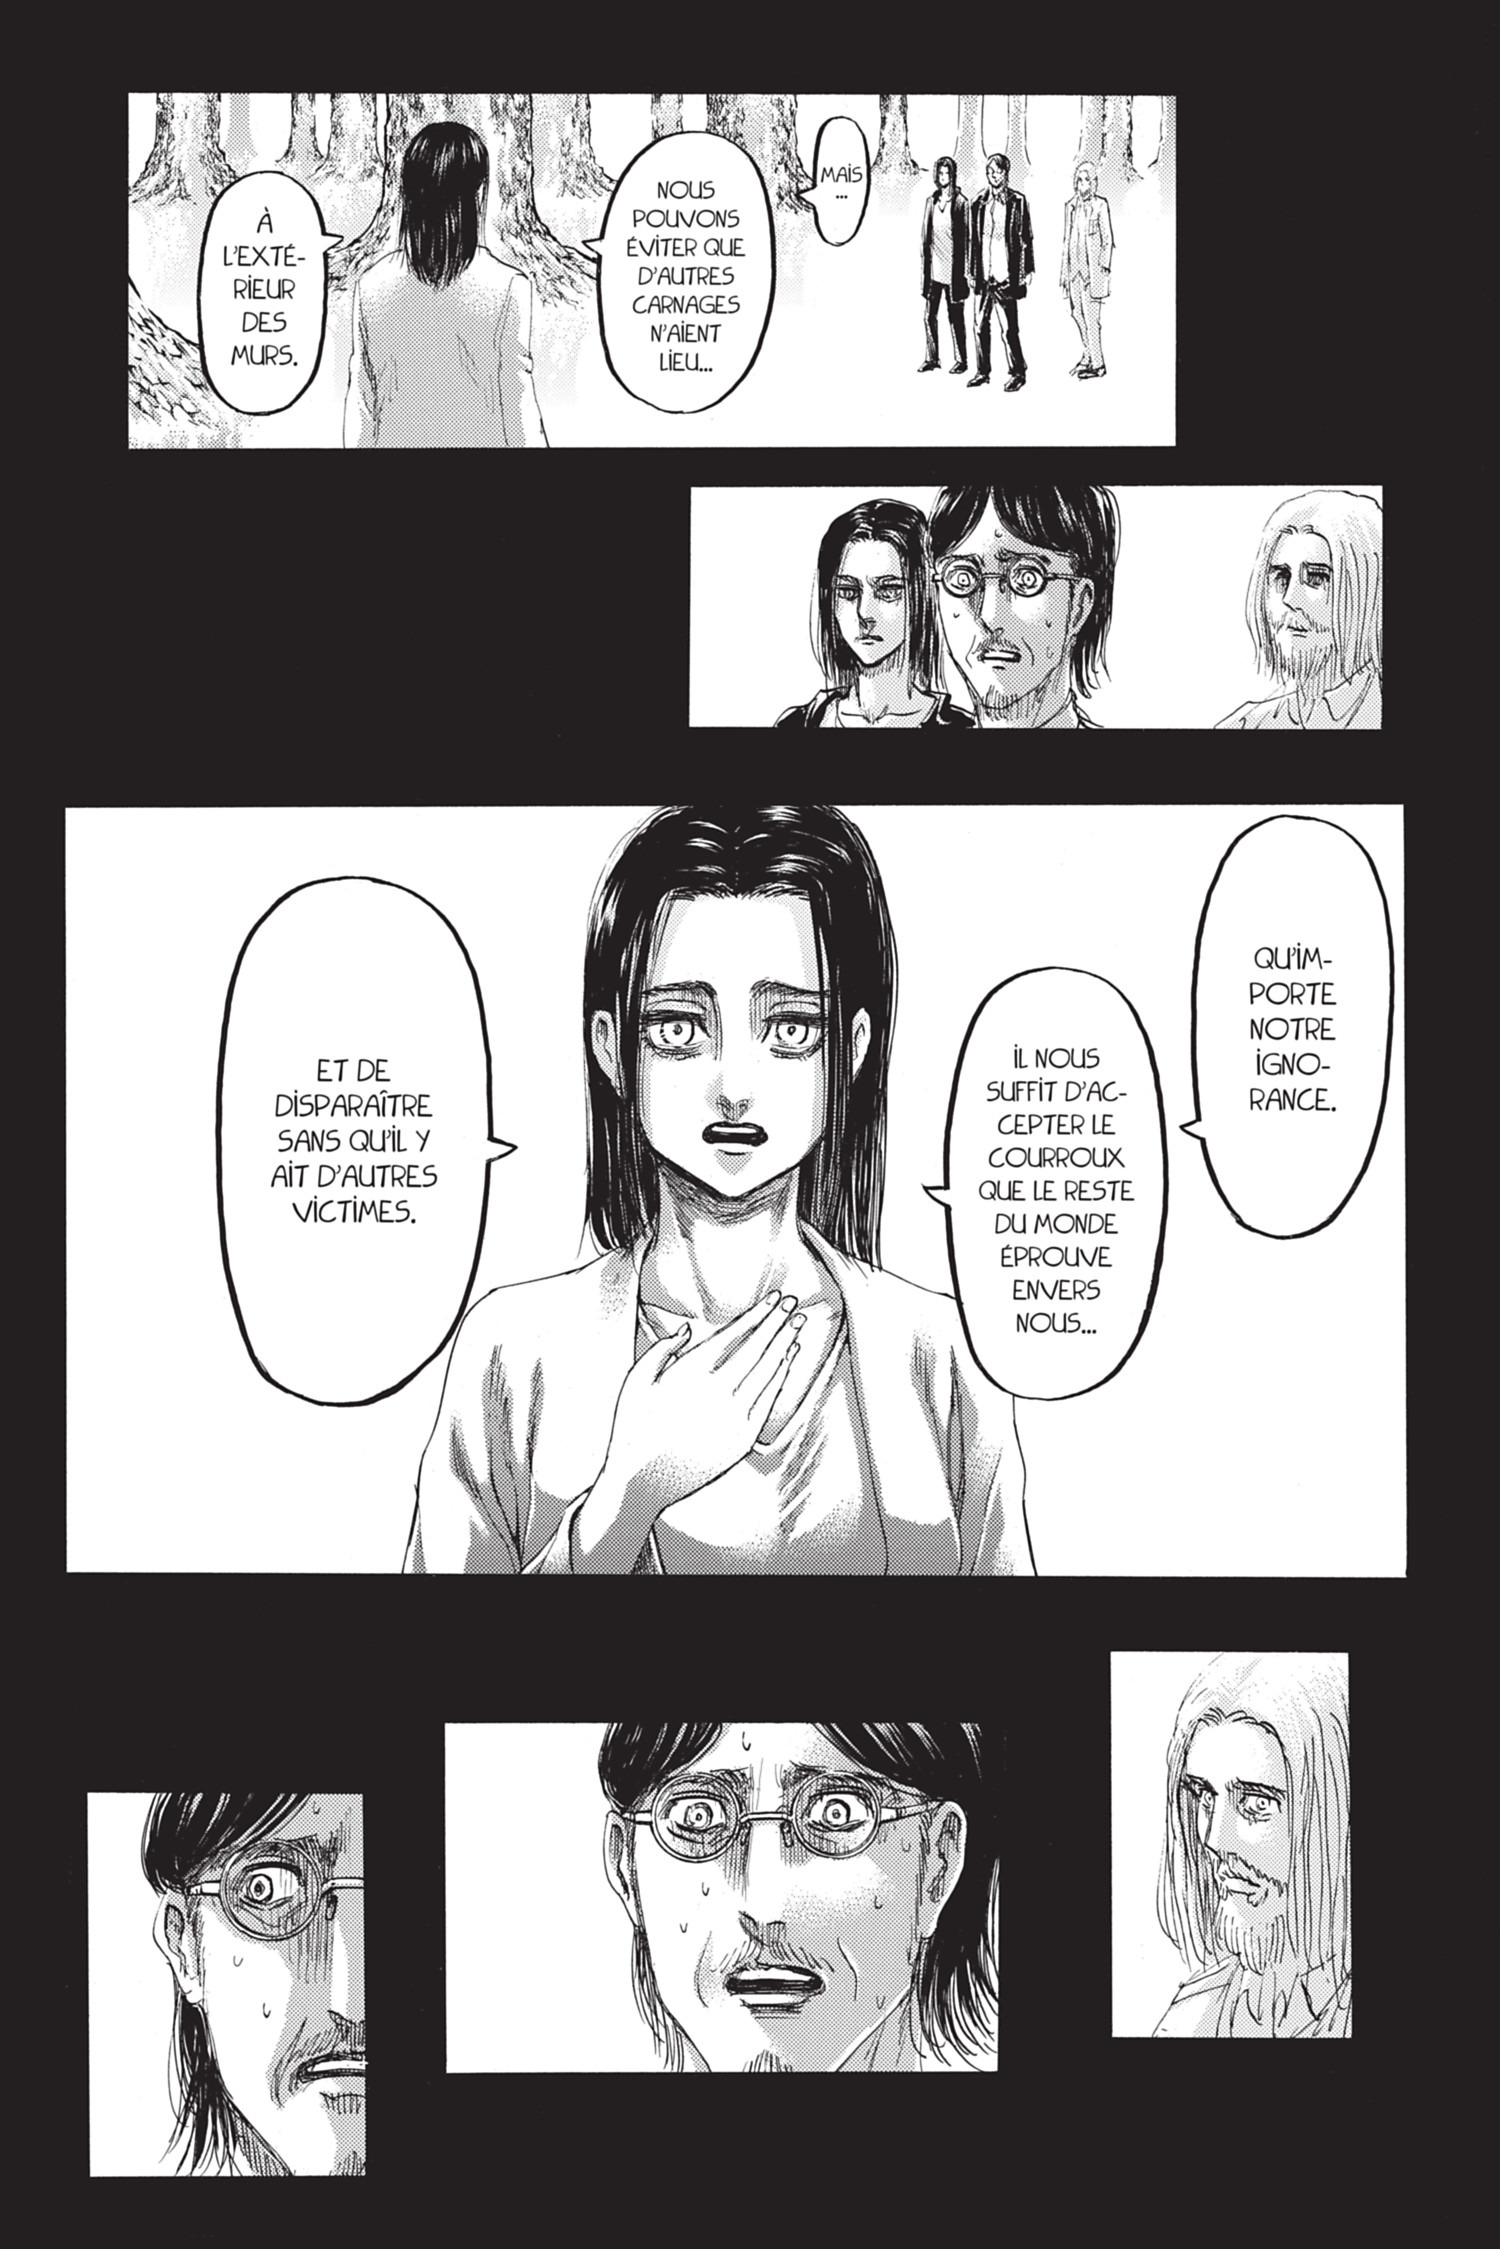 MAIS
...
NOUS
POUVONS
ÉVITER QUE
D'AUTRES
CARNAGES
N'AIENT
LIEU...
À
L'EXTÉ-
RIEUR
DES
MURS.
QU'IM-
PORTE
NOTRE
IGNO-
RANCE.
IL NOUS
SUFFIT D'AC-
CEPTER LE
COURROUX
QUE LE RESTE
DU MONDE
ÉPROUVE
ENVERS
NOUS...
ET DE
DISPARAÎTRE
SANS QU'IL Y
AIT D'AUTRES
VICTIMES.